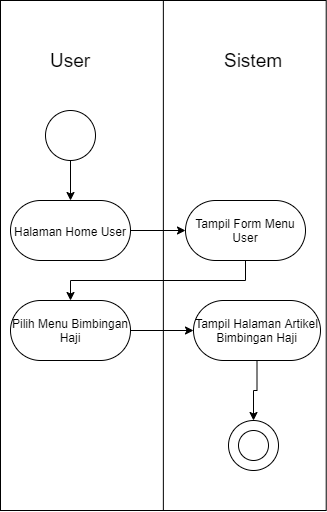 User
Sistem
Halaman Home User
Tampil Form Menu
User
Pilih Menu Bimbingan
Haji
Tampil Halaman Artikel
Bimbingan Haji